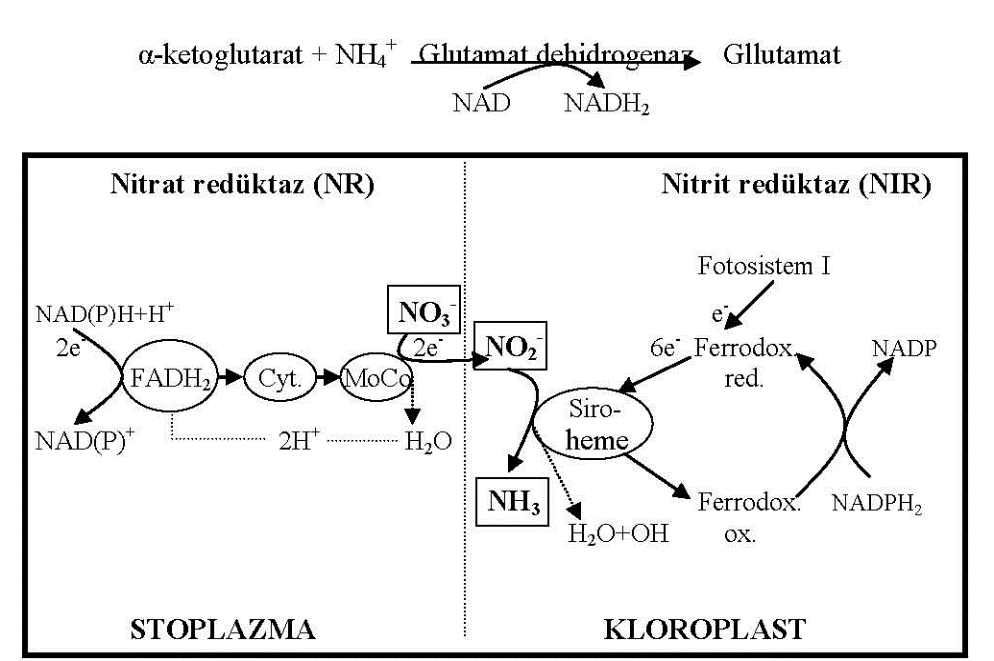 α-ketoglutarat + NH₄⁺ Glutamat dehidrogenaz Gllutamat
NAD NADH₂
Nitrat redüktaz (NR) Nitrit redüktaz (NIR)
Fotosistem I
NAD(P)H+H⁺ NO₃⁻ e⁻
2e⁻ 2e⁻ NO₂⁻ 6e⁻ Ferrodox. NADP
FADH₂ Cyt. MoCo red.
Siro-
heme
NAD(P)⁺ 2H⁺ H₂O
NH₃ Ferrodox. NADPH₂
H₂O+OH ox.
STOPLAZMA KLOROPLAST